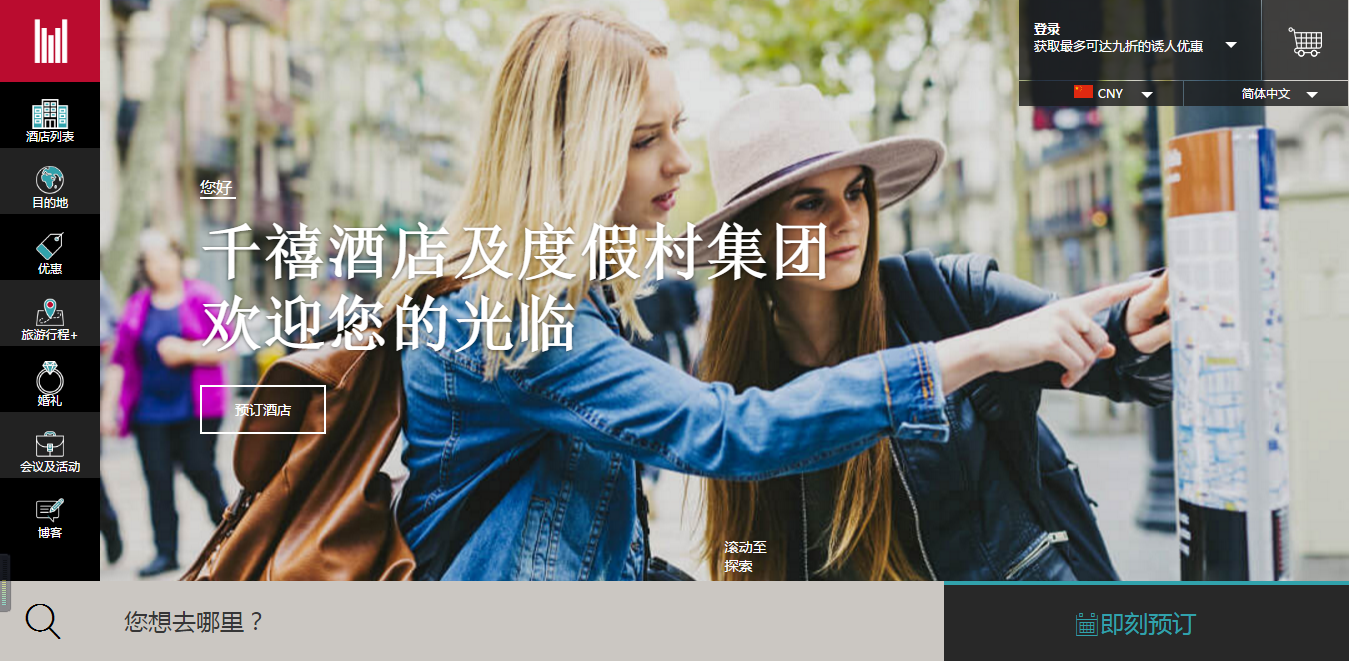 登录
获取最多可达九折的诱人优惠
CNY
简体中文
酒店列表
目的地
优惠
旅游行程+
婚礼
会议及活动
博客
您好
千禧酒店及度假村集团
欢迎您的光临
预订酒店
滚动至
探索
您想去哪里？
即刻预订